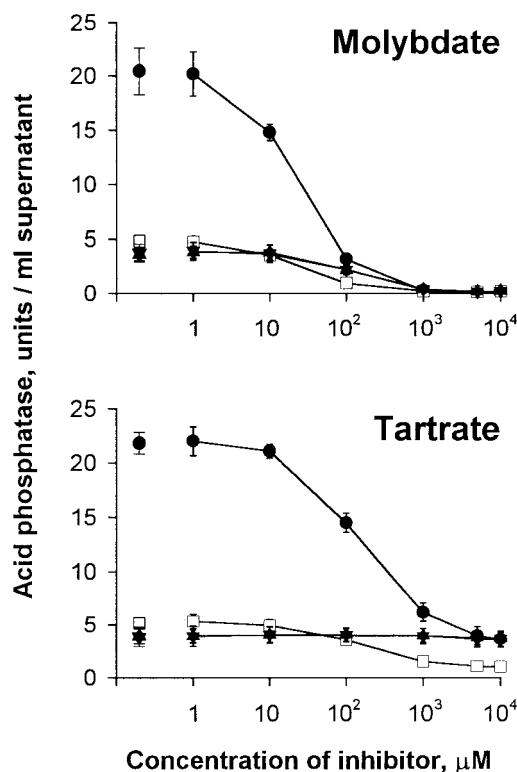 Molybdate
25
20
15
10
5
0
1 10 10² 10³ 10⁴
Acid phosphatase, units / ml supernatant
Tartrate
25
20
15
10
5
0
1 10 10² 10³ 10⁴
Concentration of inhibitor, μM